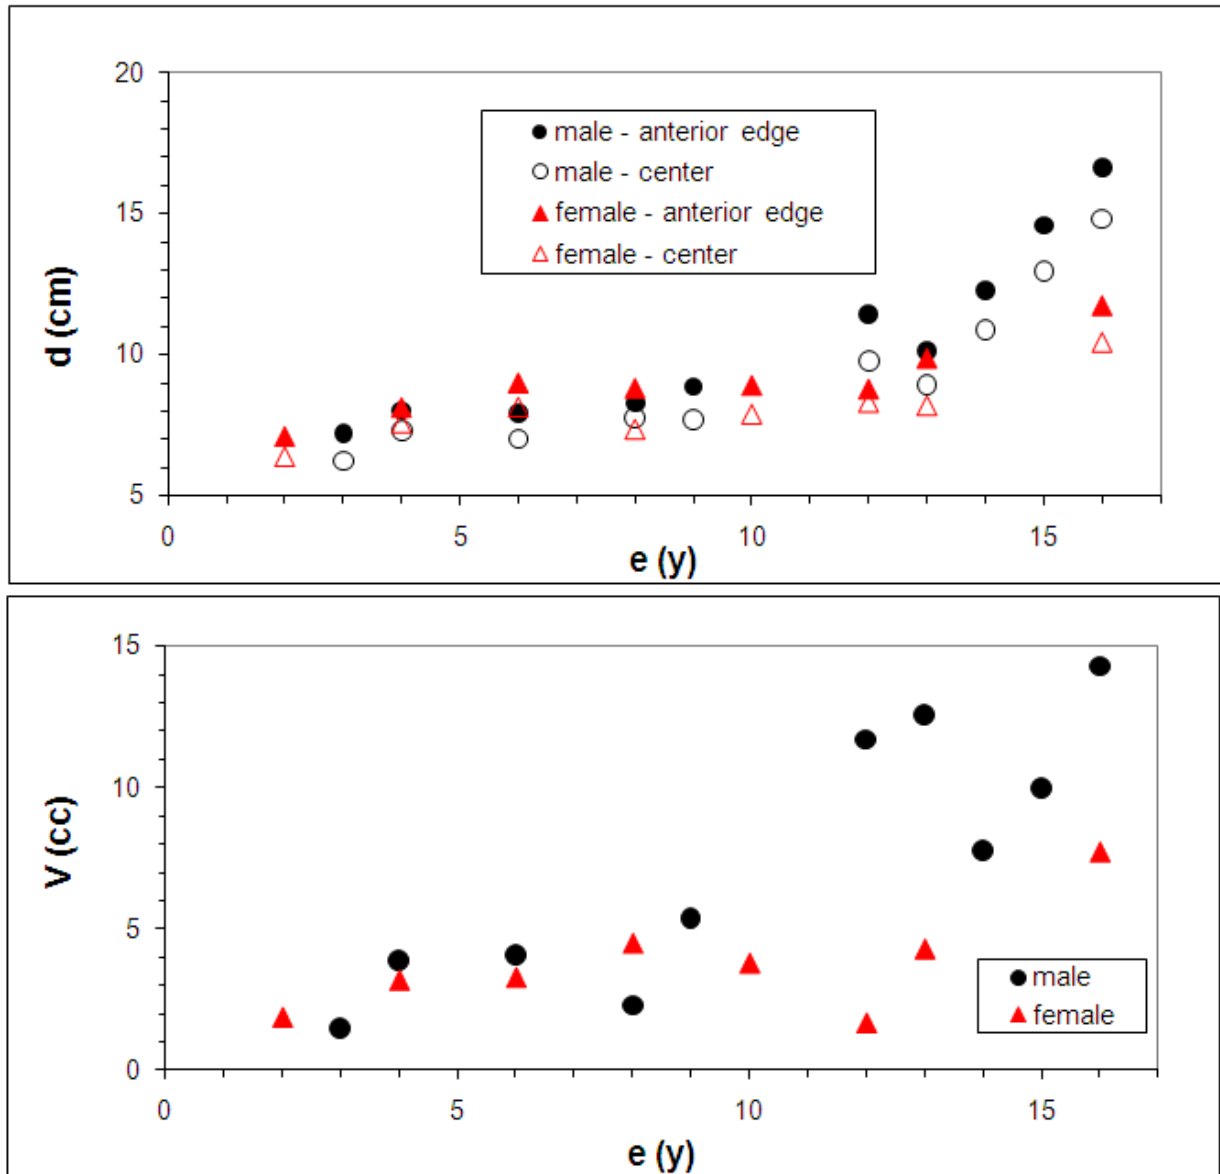 20
15
10
5
d (cm)
male - anterior edge
male - center
female - anterior edge
female - center
0 5 10 15
e (y)
15
10
5
0
V (cc)
male
female
0 5 10 15
e (y)